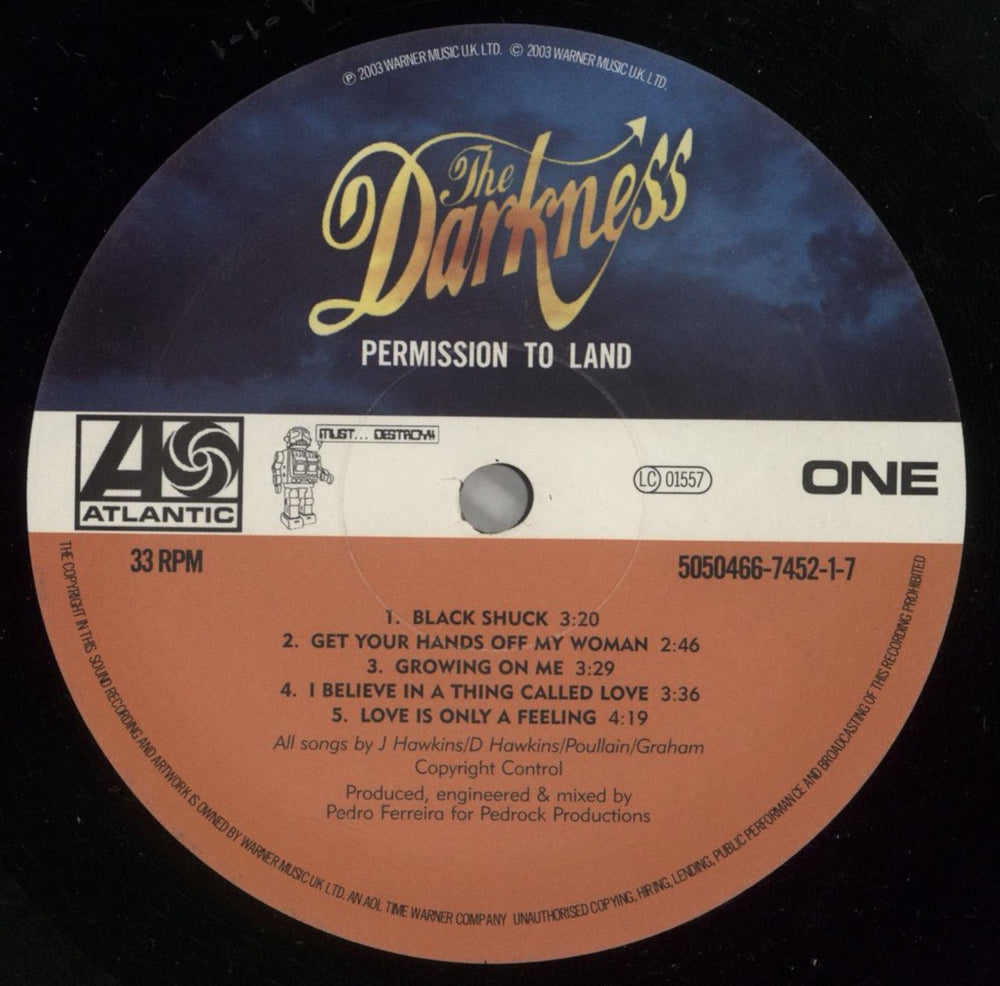 ℗ 2003 WARNER MUSIC U.K. LTD. © 2003 WARNER MUSIC U.K. LTD.
The
Darkness
PERMISSION TO LAND
ATLANTIC
MUST... DESTROY!!
LC 01557
ONE
33 RPM
5050466-7452-1-7
1. BLACK SHUCK 3:20
2. GET YOUR HANDS OFF MY WOMAN 2:46
3. GROWING ON ME 3:29
4. I BELIEVE IN A THING CALLED LOVE 3:36
5. LOVE IS ONLY A FEELING 4:19
All songs by J Hawkins/D Hawkins/Poullain/Graham
Copyright Control
Produced, engineered & mixed by
Pedro Ferreira for Pedrock Productions
THE COPYRIGHT IN THIS SOUND RECORDING AND ARTWORK IS OWNED BY WARNER MUSIC UK LTD. AN AOL TIME WARNER COMPANY UNAUTHORISED COPYING, HIRING, LENDING, PUBLIC PERFORMANCE AND BROADCASTING OF THIS RECORDING PROHIBITED